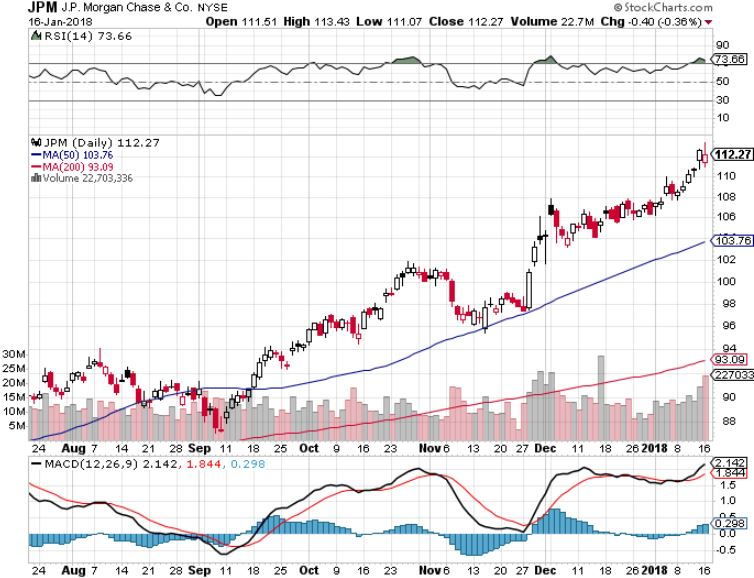 JPM J.P. Morgan Chase & Co. NYSE © StockCharts.com
16-Jan-2018 Open 111.51 High 113.43 Low 111.07 Close 112.27 Volume 22.7M Chg -0.40 (-0.36%)
RSI(14) 73.66
90
73.66
50
30
10
JPM (Daily) 112.27
MA(50) 103.76
MA(200) 93.09
Volume 22,703,336
112.27
110
108
106
103.76
102
100
98
96
94
93.09
227033
90
88
30M
25M
20M
15M
10M
5M
24 Aug 7 14 21 28 Sep 11 18 25 Oct 9 16 23 Nov 6 13 20 27 Dec 11 18 26 2018 8 16
MACD(12,26,9) 2.142, 1.844, 0.298
2.142
1.844
1.5
1.0
0.5
0.298
0.0
-0.5
24 Aug 7 14 21 28 Sep 11 18 25 Oct 9 16 23 Nov 6 13 20 27 Dec 11 18 26 2018 8 16